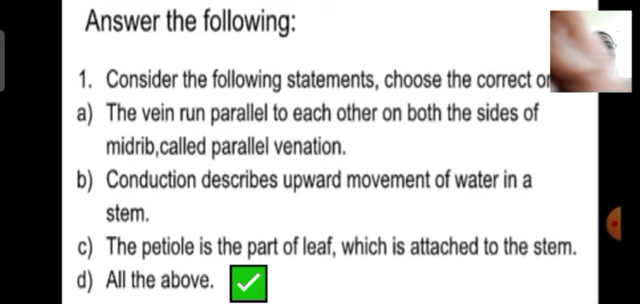 Answer the following:
1. Consider the following statements, choose the correct
a) The vein run parallel to each other on both the sides of
midrib,called parallel venation.
b) Conduction describes upward movement of water in a
stem.
c) The petiole is the part of leaf, which is attached to the stem.
d) All the above.